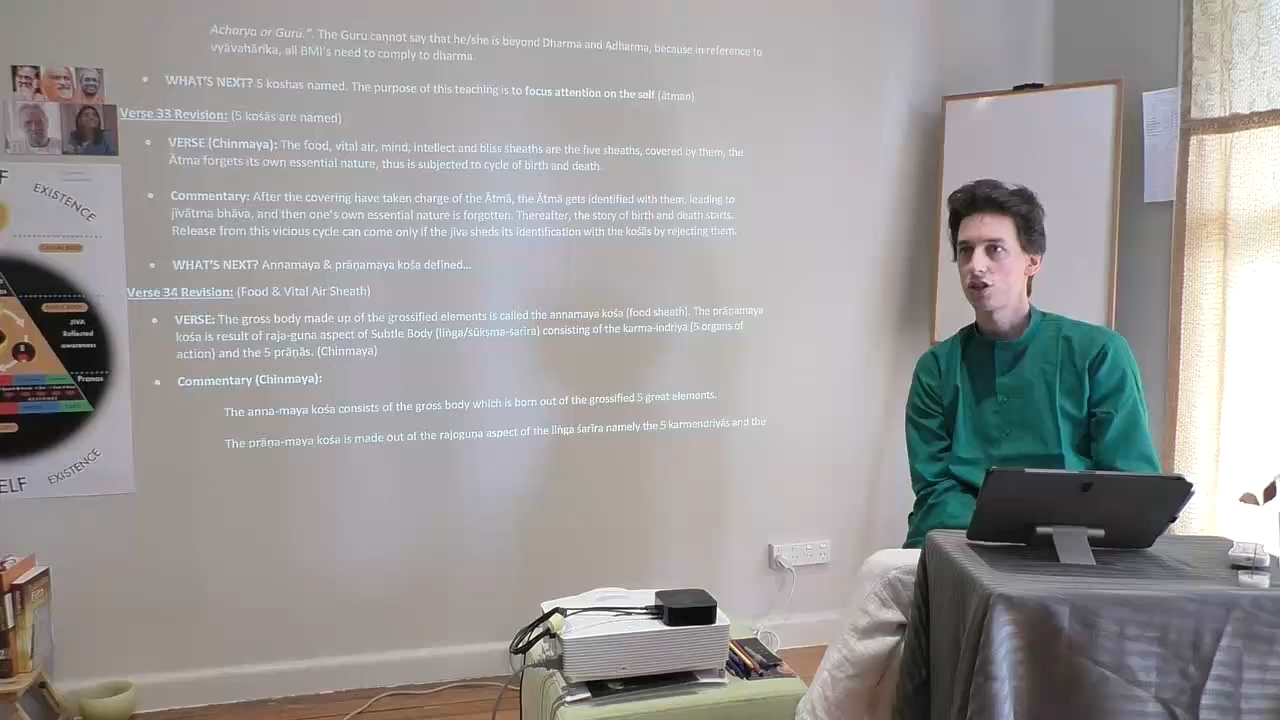 Acharya or Guru.". The Guru cannot say that he/she is beyond Dharma and Adharma, because in reference to
vyāvahārika, all BMI's need to comply to dharma.
• WHAT'S NEXT? 5 koshas named. The purpose of this teaching is to focus attention on the self (ātman).
Verse 33 Revision: (5 kośās are named)
• VERSE (Chinmaya): The food, vital air, mind, intellect and bliss sheaths are the five sheaths, covered by them, the
Ātma forgets its own essential nature, thus is subjected to cycle of birth and death.
• Commentary: After the covering have taken charge of the Ātmā, the Ātmā gets identified with them, leading to
jīvātma bhāva, and then one's own essential nature is forgotten. Thereafter, the story of birth and death starts.
Release from this vicious cycle can come only if the jīva sheds its identification with the kośās by rejecting them.
• WHAT'S NEXT? Annamaya & prāṇamaya kośa defined...
Verse 34 Revision: (Food & Vital Air Sheath)
• VERSE: The gross body made up of the grossified elements is called the annamaya kośa (food sheath). The prāṇamaya
kośa is result of raja-guna aspect of Subtle Body (liṅga/sūkṣma-śarīra) consisting of the karma-indriya (5 organs of
action) and the 5 prāṇās. (Chinmaya)
• Commentary (Chinmaya):
The anna-maya kośa consists of the gross body which is born out of the grossified 5 great elements.
The prāṇa-maya kośa is made out of the rajoguṇa aspect of the liṅga śarīra namely the 5 karmendriyās and the
F
EXISTENCE
CAUSAL BODY
JIVA
Reflected
awareness
Pranas
ELF
EXISTENCE